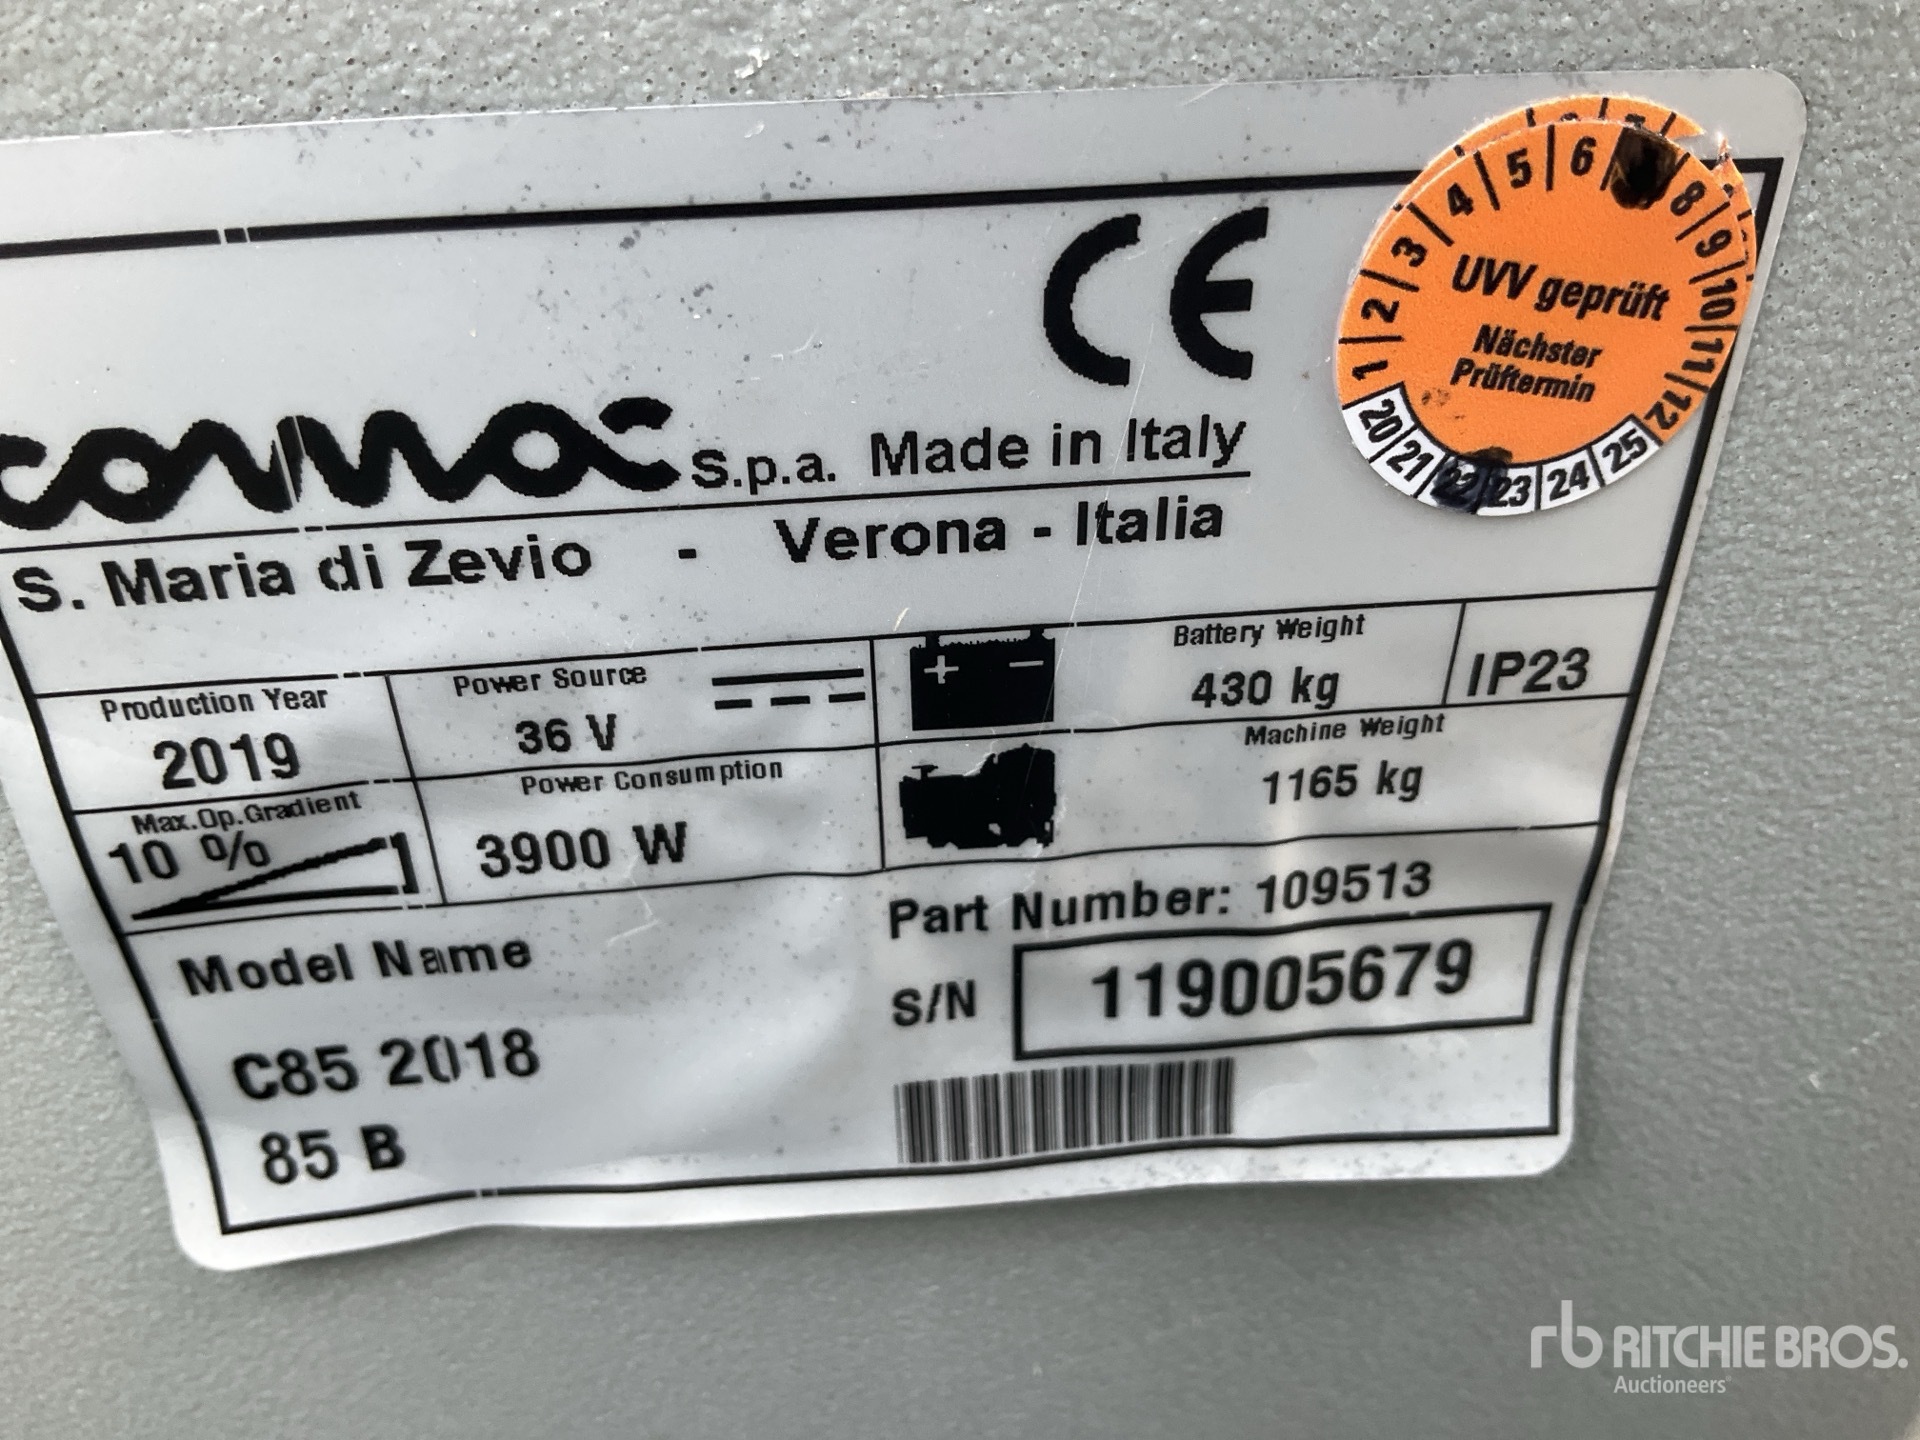 CE
comac S.p.a. Made in Italy
S. Maria di Zevio - Verona - Italia
Production Year
2019
Power Source
36 V
+ −
Battery Weight
430 kg
IP23
Max.Op.Gradient
10 %
Power Consumption
3900 W
Machine Weight
1165 kg
Model Name
C85 2018
85 B
Part Number: 109513
S/N 119005679
1 2 3 4 5 6 8 9 10 11 12
UVV geprüft
Nächster
Prüftermin
20 21 22 23 24 25
rb RITCHIE BROS.
Auctioneers